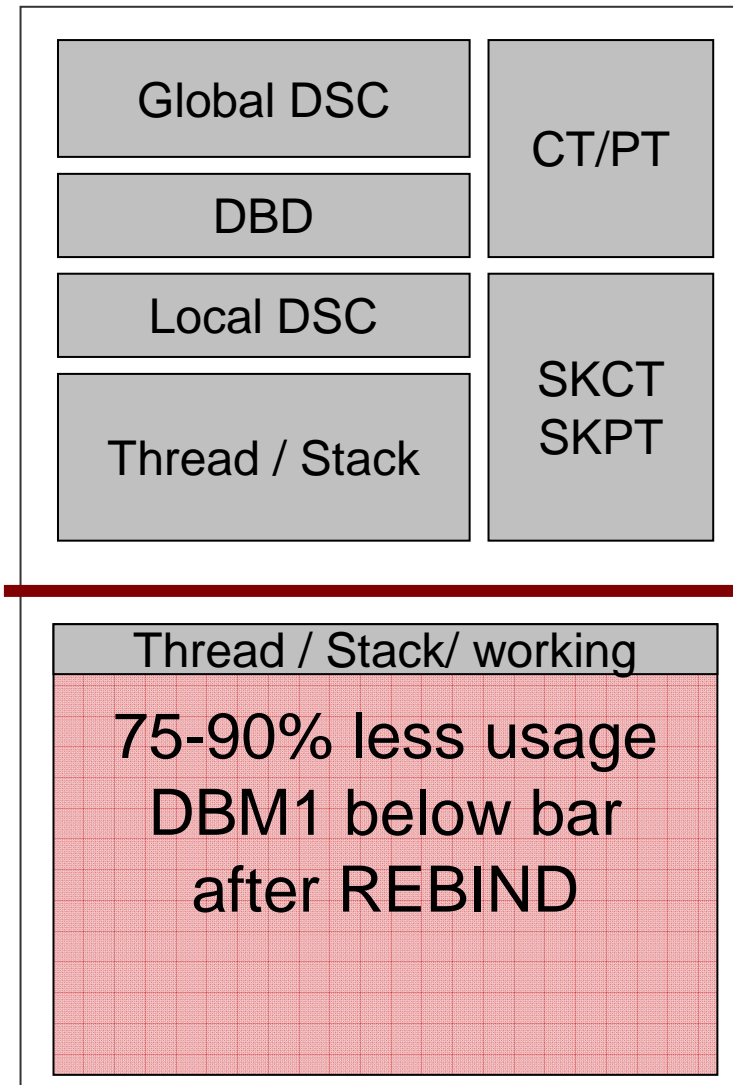 Global DSC
CT/PT
DBD
Local DSC
SKCT
SKPT
Thread / Stack
Thread / Stack/ working
75-90% less usage
DBM1 below bar
after REBIND